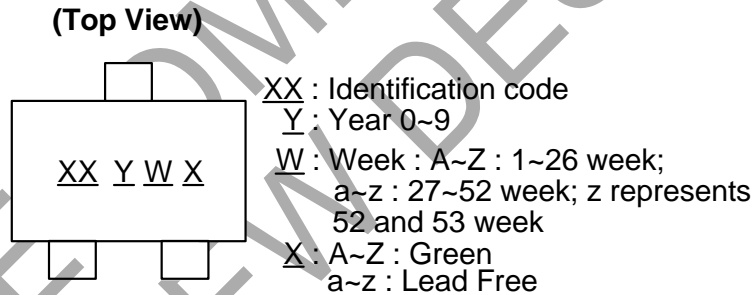 (Top View)
XX Y W X
XX : Identification code
Y : Year 0~9
W : Week : A~Z : 1~26 week;
a~z : 27~52 week; z represents
52 and 53 week
X : A~Z : Green
a~z : Lead Free